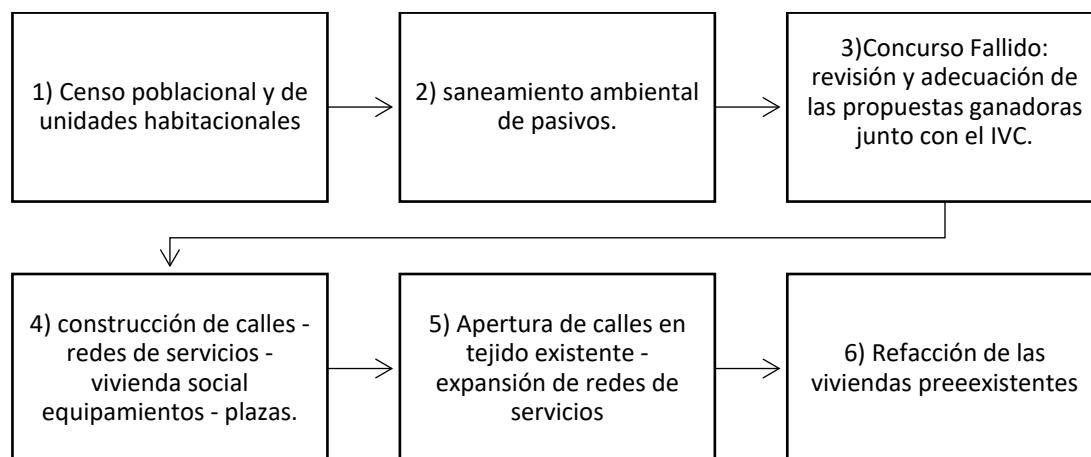 1) Censo poblacional y de
unidades habitacionales
2) saneamiento ambiental
de pasivos.
3)Concurso Fallido:
revisión y adecuación de
las propuestas ganadoras
junto con el IVC.
4) construcción de calles -
redes de servicios -
vivienda social
equipamientos - plazas.
5) Apertura de calles en
tejido existente -
expansión de redes de
servicios
6) Refacción de las
viviendas preeexistentes